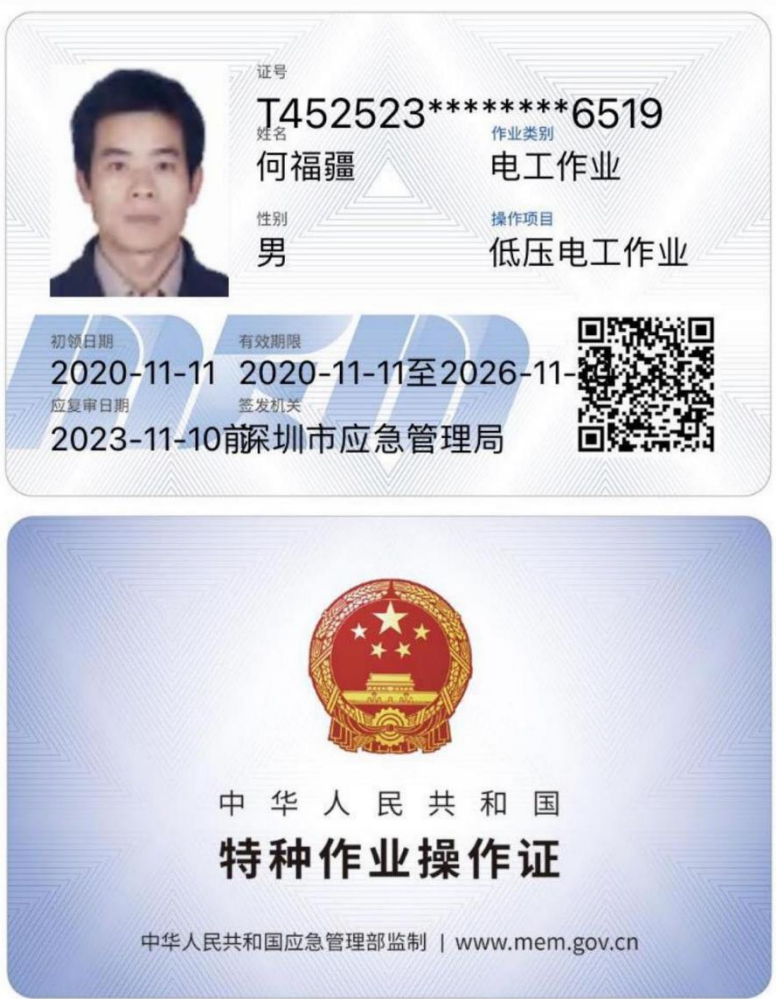 证号
T452523********6519
姓名 作业类别
何福疆 电工作业
性别 操作项目
男 低压电工作业
初领日期 有效期限
2020-11-11 2020-11-11至2026-11-
应复审日期 签发机关
2023-11-10前深圳市应急管理局
中华人民共和国
特种作业操作证
中华人民共和国应急管理部监制 | www.mem.gov.cn